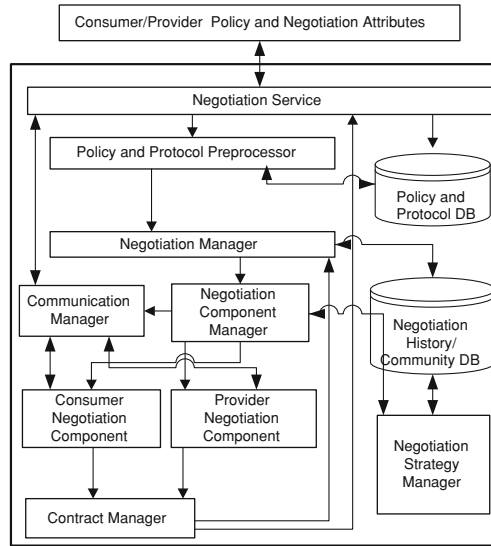 Consumer/Provider Policy and Negotiation Attributes
Negotiation Service
Policy and Protocol Preprocessor
Policy and
Protocol DB
Negotiation Manager
Communication
Manager
Negotiation
Component
Manager
Negotiation
History/
Community DB
Consumer
Negotiation
Component
Provider
Negotiation
Component
Negotiation
Strategy
Manager
Contract Manager